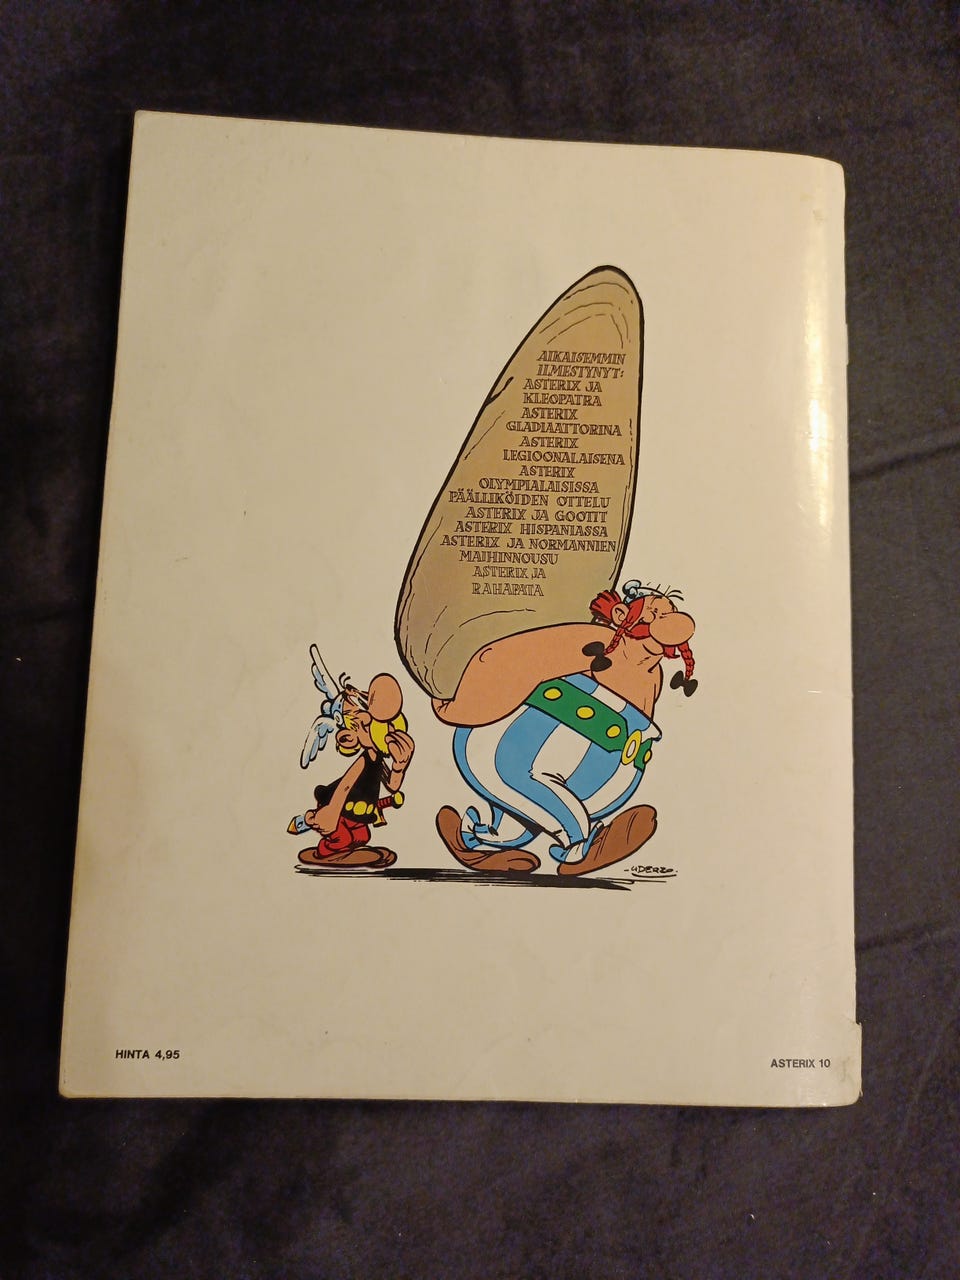 AIKAISEMMIN
ILMESTYNYT:
ASTERIX JA
KLEOPATRA
ASTERIX
GLADIAATTORINA
ASTERIX
LEGIOONALAISENA
ASTERIX
OLYMPIALAISISSA
PÄÄLLIKÖIDEN OTTELU
ASTERIX JA GOOTIT
ASTERIX HISPANIASSA
ASTERIX JA NORMANNIEN
MAIHINNOUSU
ASTERIX JA
RAHAPATA
-UDERZO.
HINTA 4,95
ASTERIX 10